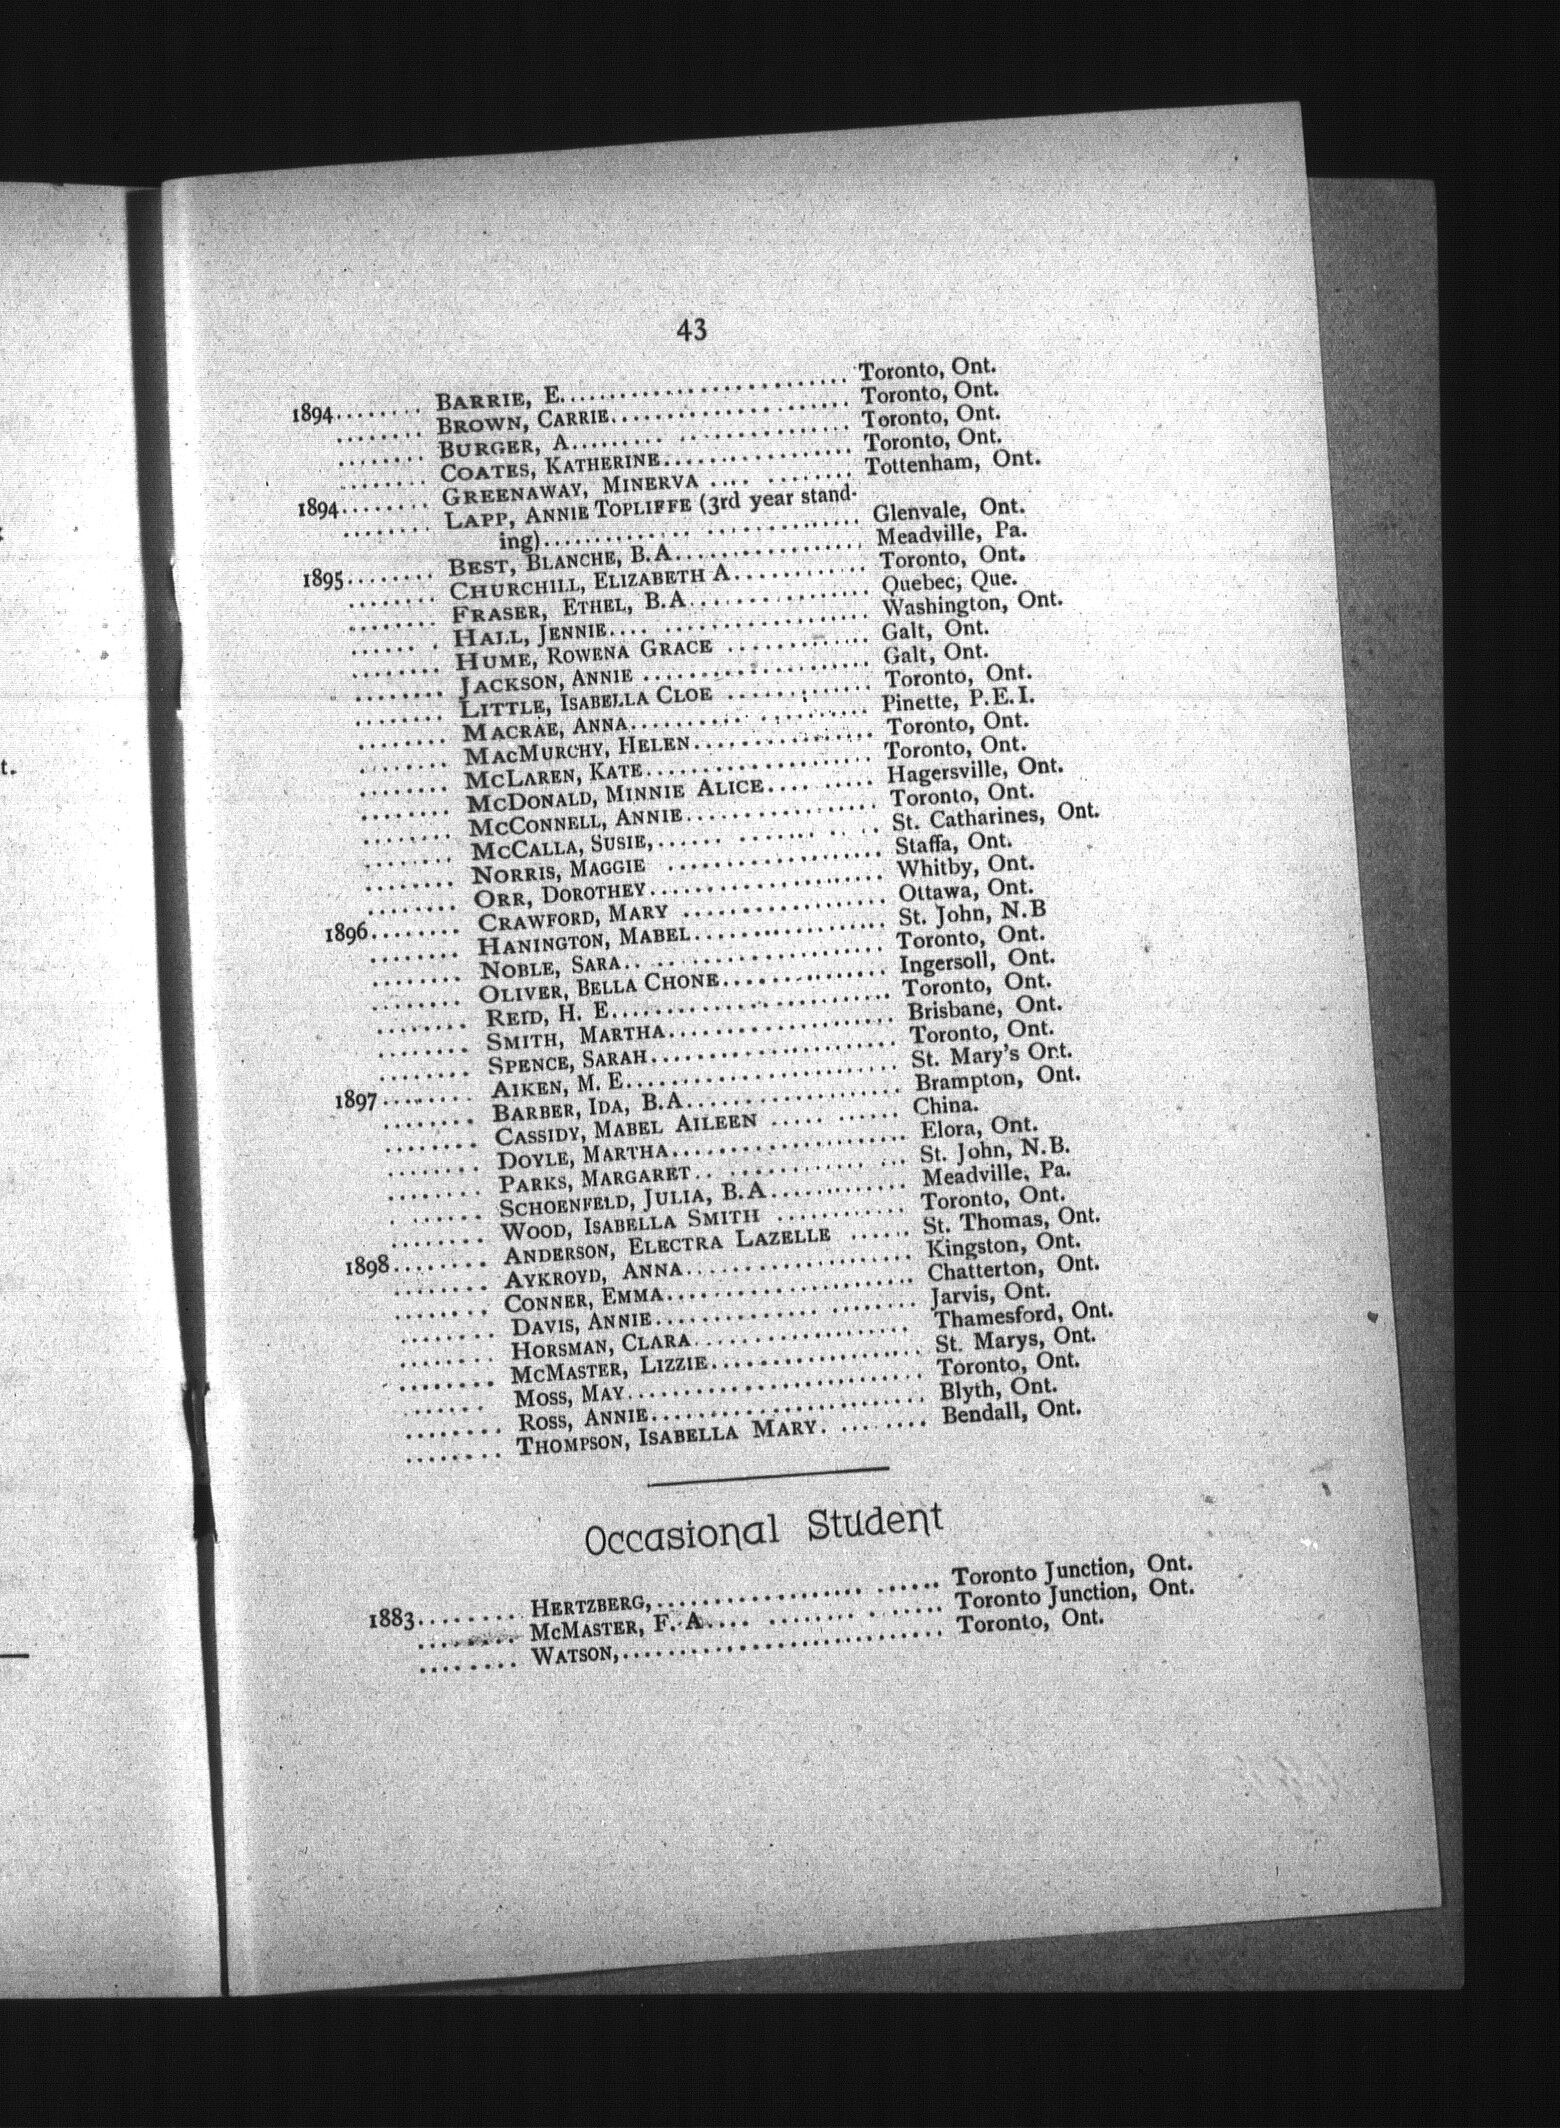 43
1894........ BARRIE, E........................ Toronto, Ont.
........ BROWN, CARRIE........................ Toronto, Ont.
........ BURGER, A........................ Toronto, Ont.
........ COATES, KATHERINE.................... Toronto, Ont.
1894........ GREENAWAY, MINERVA .... ........ Tottenham, Ont.
........ LAPP, ANNIE TOPLIFFE (3rd year stand-
ing)............................ Glenvale, Ont.
1895........ BEST, BLANCHE, B.A.................. Meadville, Pa.
........ CHURCHILL, ELIZABETH A............ Toronto, Ont.
........ FRASER, ETHEL, B.A................ Quebec, Que.
........ HALL, JENNIE.... .................. Washington, Ont.
........ HUME, ROWENA GRACE ............ Galt, Ont.
........ JACKSON, ANNIE .................... Galt, Ont.
........ LITTLE, ISABELLA CLOE ............ Toronto, Ont.
........ MACRAE, ANNA.................... Pinette, P.E.I.
........ MACMURCHY, HELEN................ Toronto, Ont.
........ MCLAREN, KATE.................... Toronto, Ont.
........ MCDONALD, MINNIE ALICE.......... Hagersville, Ont.
........ MCCONNELL, ANNIE................ Toronto, Ont.
........ MCCALLA, SUSIE,.................. St. Catharines, Ont.
........ NORRIS, MAGGIE .................. Staffa, Ont.
........ ORR, DOROTHEY.................... Whitby, Ont.
1896........ CRAWFORD, MARY .................. Ottawa, Ont.
........ HANINGTON, MABEL................ St. John, N.B
........ NOBLE, SARA...................... Toronto, Ont.
........ OLIVER, BELLA CHONE.............. Ingersoll, Ont.
........ REID, H. E........................ Toronto, Ont.
........ SMITH, MARTHA.................... Brisbane, Ont.
........ SPENCE, SARAH.................... Toronto, Ont.
1897........ AIKEN, M. E...................... St. Mary's Ont.
........ BARBER, IDA, B.A.................. Brampton, Ont.
........ CASSIDY, MABEL AILEEN ..... ...... China.
........ DOYLE, MARTHA.................... Elora, Ont.
........ PARKS, MARGARET.................. St. John, N.B.
........ SCHOENFELD, JULIA, B.A............ Meadville, Pa.
........ WOOD, ISABELLA SMITH ............ Toronto, Ont.
1898........ ANDERSON, ELECTRA LAZELLE ...... St. Thomas, Ont.
........ AYKROYD, ANNA.................... Kingston, Ont.
........ CONNER, EMMA.................... Chatterton, Ont.
........ DAVIS, ANNIE...................... Jarvis, Ont.
........ HORSMAN, CLARA.................. Thamesford, Ont.
........ MCMASTER, LIZZIE.................. St. Marys, Ont.
........ MOSS, MAY........................ Toronto, Ont.
........ ROSS, ANNIE...................... Blyth, Ont.
........ THOMPSON, ISABELLA MARY. ........ Bendall, Ont.
Occasional Student
1883......... HERTZBERG,........................ Toronto Junction, Ont.
........ MCMASTER, F. A.................... Toronto Junction, Ont.
........ WATSON,.......................... Toronto, Ont.